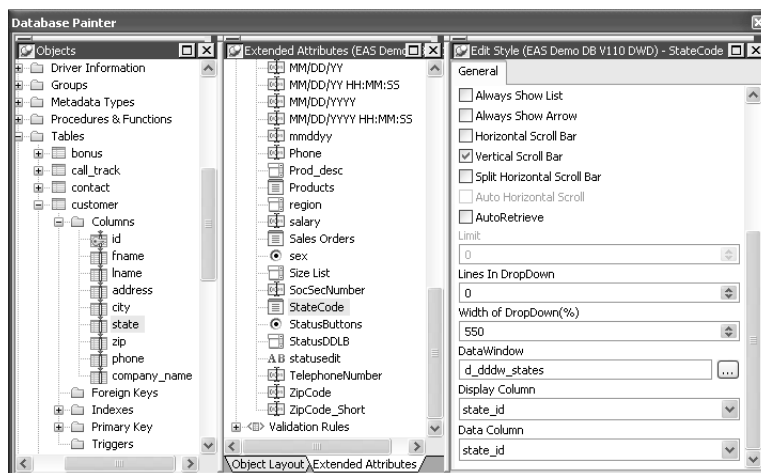 Database Painter
Objects
Driver Information
Groups
Metadata Types
Procedures & Functions
Tables
bonus
call_track
contact
customer
Columns
id
fname
lname
address
city
state
zip
phone
company_name
Foreign Keys
Indexes
Primary Key
Triggers
Extended Attributes (EAS Demo
MM/DD/YY
MM/DD/YY HH:MM:SS
MM/DD/YYYY
MM/DD/YYYY HH:MM:SS
mmddyy
Phone
Prod_desc
Products
region
salary
Sales Orders
sex
Size List
SocSecNumber
StateCode
StatusButtons
StatusDDLB
AB statusedit
TelephoneNumber
ZipCode
ZipCode_Short
Validation Rules
Object Layout Extended Attributes
Edit Style (EAS Demo DB V110 DWD) - StateCode
General
Always Show List
Always Show Arrow
Horizontal Scroll Bar
Vertical Scroll Bar
Split Horizontal Scroll Bar
Auto Horizontal Scroll
AutoRetrieve
Limit
0
Lines In DropDown
0
Width of DropDown(%)
550
DataWindow
d_dddw_states
...
Display Column
state_id
Data Column
state_id